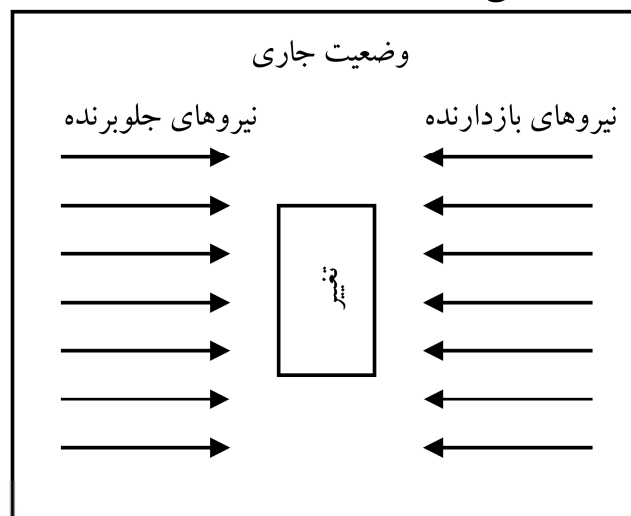 وضعیت جاری
نیروهای بازدارنده
نیروهای جلوبرنده
تغییر